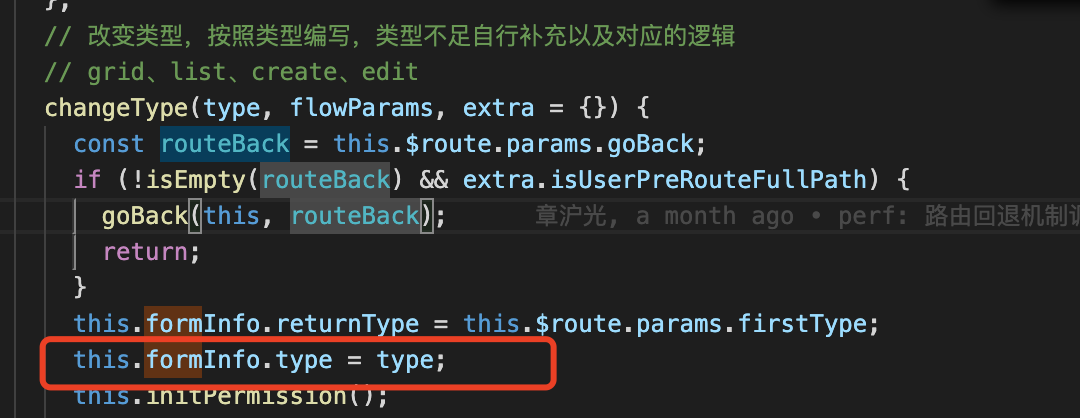 },
// 改变类型，按照类型编写，类型不足自行补充以及对应的逻辑
// grid、list、create、edit
changeType(type, flowParams, extra = {}) {
const routeBack = this.$route.params.goBack;
if (!isEmpty(routeBack) && extra.isUserPreRouteFullPath) {
goBack(this, routeBack); 章沪光, a month ago • perf: 路由回退机制调
return;
}
this.formInfo.returnType = this.$route.params.firstType;
this.formInfo.type = type;
this.initPermission();